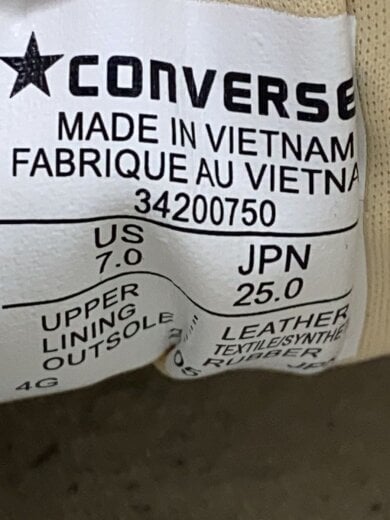 ★CONVERSE
MADE IN VIETNAM
FABRIQUE AU VIETNA
34200750
US JPN
7.0 25.0
UPPER LEATHER
LINING TEXTILE/SYNTHE
OUTSOLE RUBBER
4G JPN